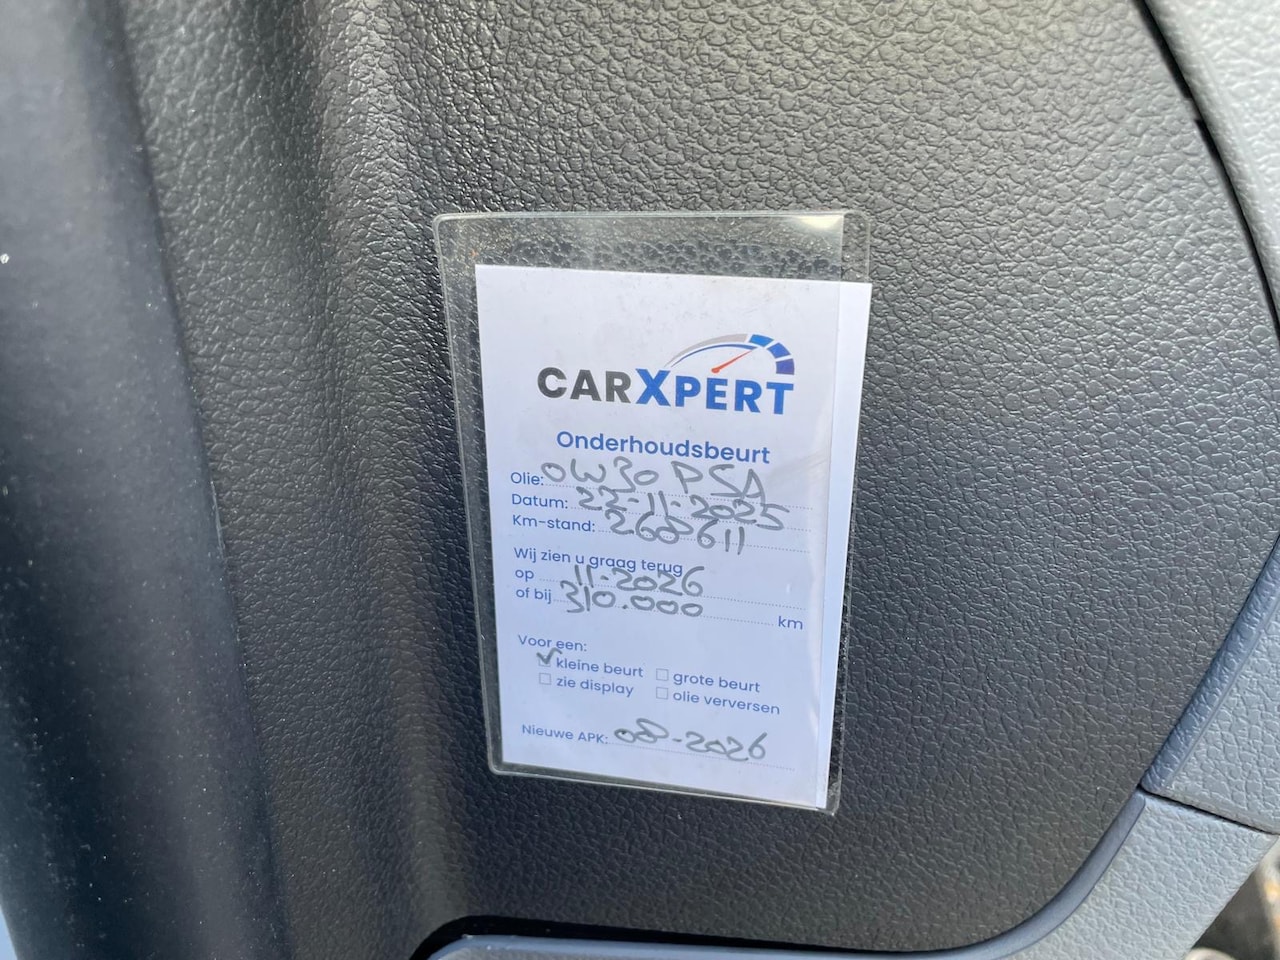 CARXPERT
Onderhoudsbeurt
Olie: 0W30 PSA
Datum: 22-11-2025
Km-stand: 268611
Wij zien u graag terug
op 11-2026
of bij 310.000 km
Voor een:
✓ kleine beurt ☐ grote beurt
☐ zie display ☐ olie verversen
Nieuwe APK: 08-2026